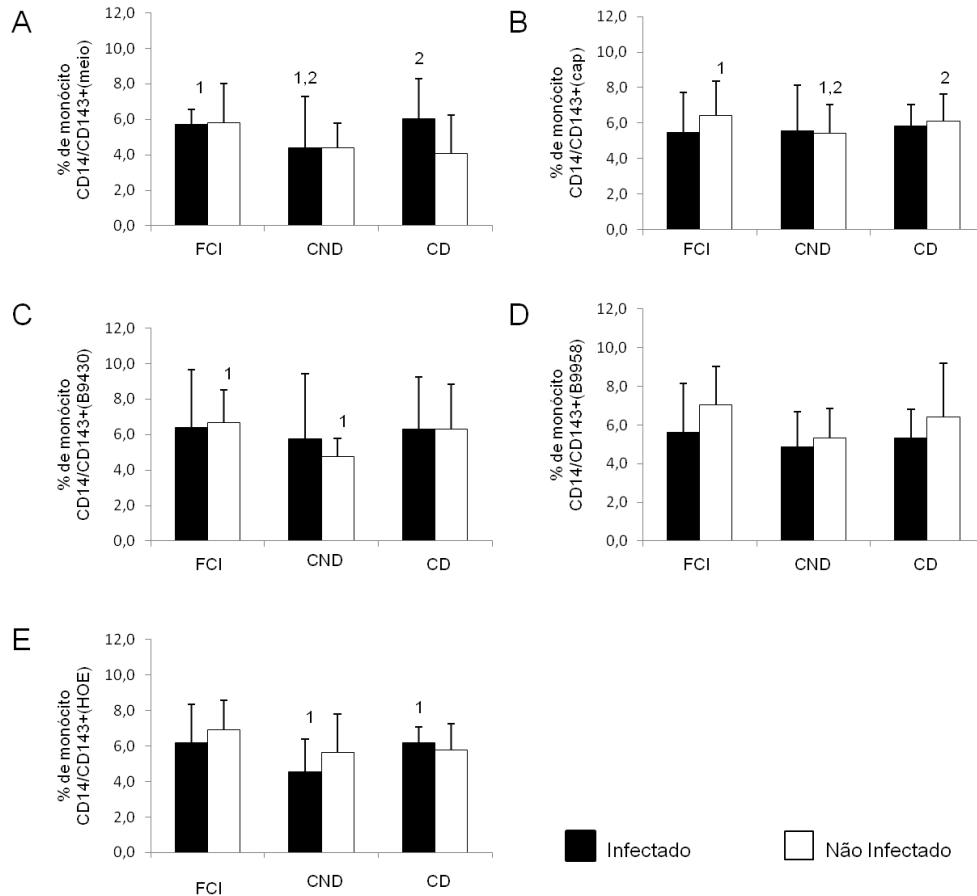 A
% de monócito
CD14/CD143+(meio)
12,0
10,0
8,0
6,0
4,0
2,0
0,0
1
1,2
2
FCI
CND
CD
B
% de monócito
CD14/CD143+(cap)
12,0
10,0
8,0
6,0
4,0
2,0
0,0
1
1,2
2
FCI
CND
CD
C
% de monócito
CD14/CD143+(B9430)
12,0
10,0
8,0
6,0
4,0
2,0
0,0
1
1
FCI
CND
CD
D
% de monócito
CD14/CD143+(B9958)
12,0
10,0
8,0
6,0
4,0
2,0
0,0
FCI
CND
CD
E
% de monócito
CD14/CD143+(HOE)
12,0
10,0
8,0
6,0
4,0
2,0
0,0
1
1
FCI
CND
CD
Infectado
Não Infectado